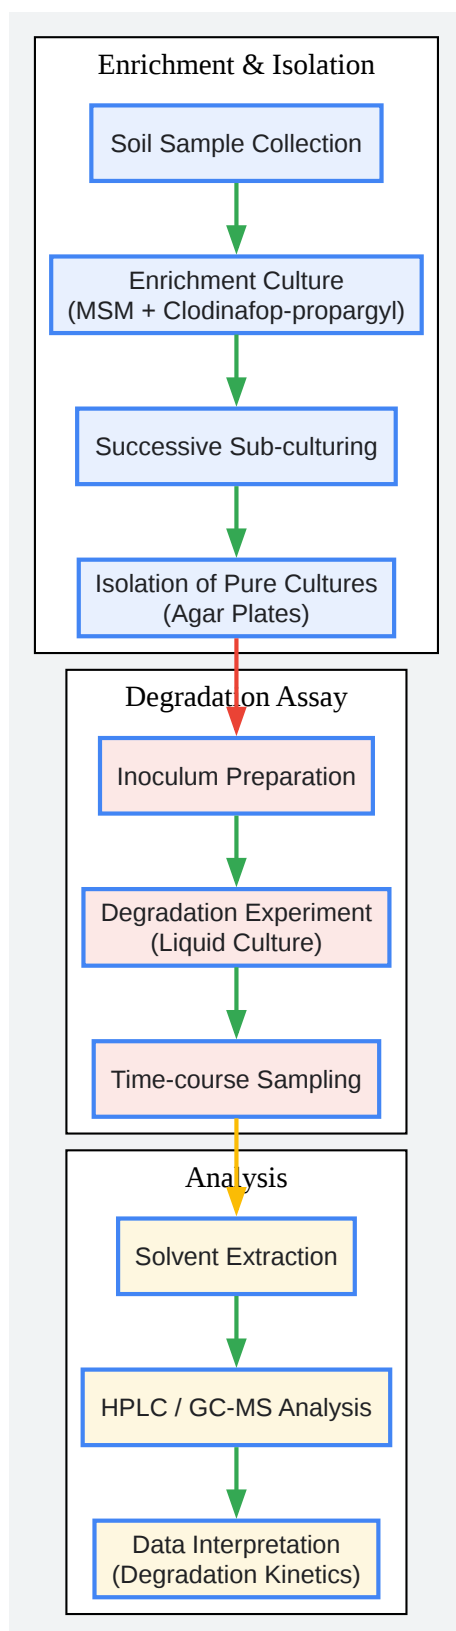 Enrichment & Isolation
Soil Sample Collection
Enrichment Culture
(MSM + Clodinafop-propargyl)
Successive Sub-culturing
Isolation of Pure Cultures
(Agar Plates)
Degradation Assay
Inoculum Preparation
Degradation Experiment
(Liquid Culture)
Time-course Sampling
Analysis
Solvent Extraction
HPLC / GC-MS Analysis
Data Interpretation
(Degradation Kinetics)